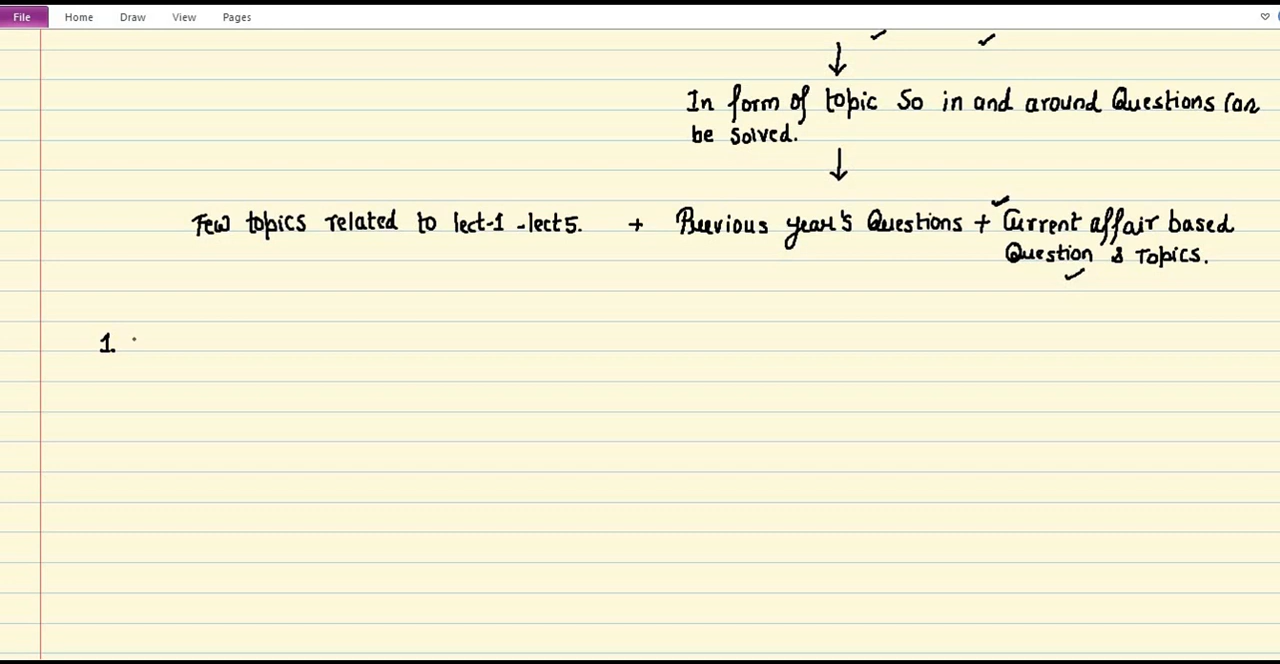 File Home Draw View Pages
In form of topic So in and around Questions Can
be Solved.
Few topics related to lect-1 -lect5. + Previous year's Questions + Current affair based
Question & Topics.
1.